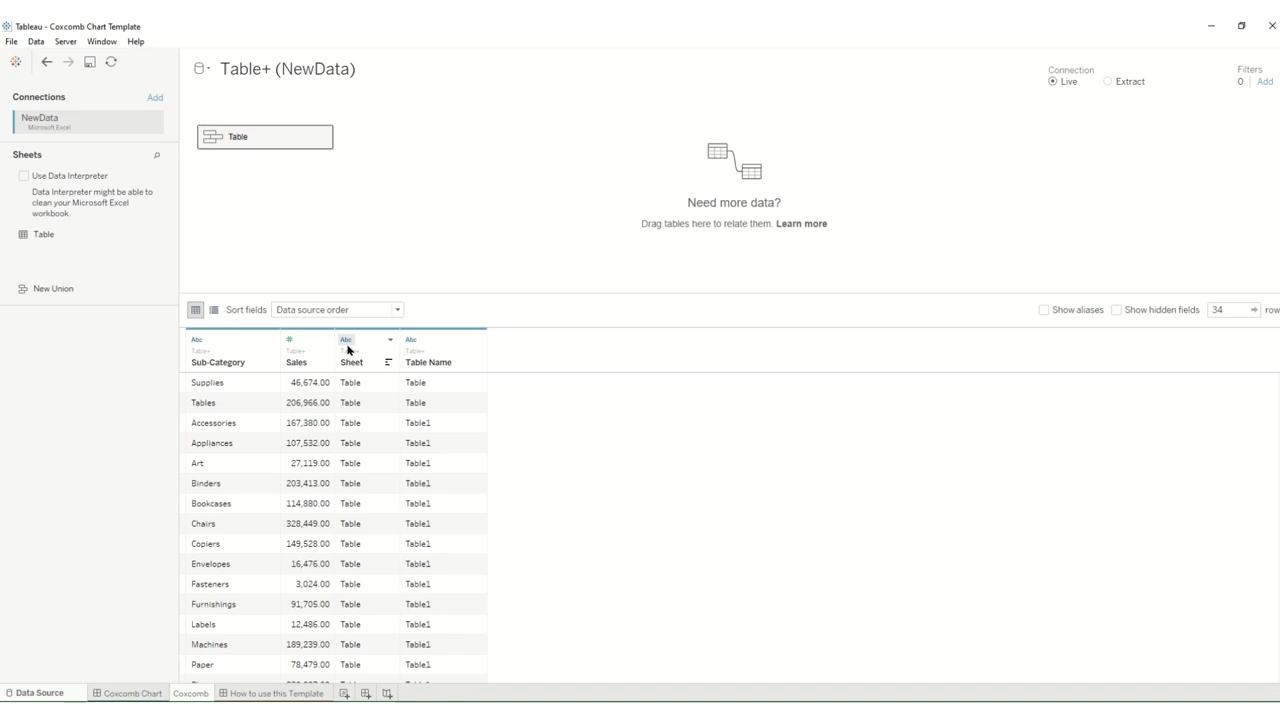 Tableau - Coxcomb Chart Template
File Data Server Window Help
Connections Add
NewData
Microsoft Excel
Sheets
Use Data Interpreter
Data Interpreter might be able to
clean your Microsoft Excel
workbook.
Table
New Union
Table+ (NewData)
Connection
Live Extract
Filters
0 Add
Table
Need more data?
Drag tables here to relate them. Learn more
Sort fields Data source order
Show aliases Show hidden fields 34 row
Abc # Abc Abc
Table+ Table+ Table+
Sub-Category Sales Sheet Table Name
Supplies 46,674.00 Table Table
Tables 206,966.00 Table Table
Accessories 167,380.00 Table Table1
Appliances 107,532.00 Table Table1
Art 27,119.00 Table Table1
Binders 203,413.00 Table Table1
Bookcases 114,880.00 Table Table1
Chairs 328,449.00 Table Table1
Copiers 149,528.00 Table Table1
Envelopes 16,476.00 Table Table1
Fasteners 3,024.00 Table Table1
Furnishings 91,705.00 Table Table1
Labels 12,486.00 Table Table1
Machines 189,239.00 Table Table1
Paper 78,479.00 Table Table1
Data Source Coxcomb Chart Coxcomb How to use this Template